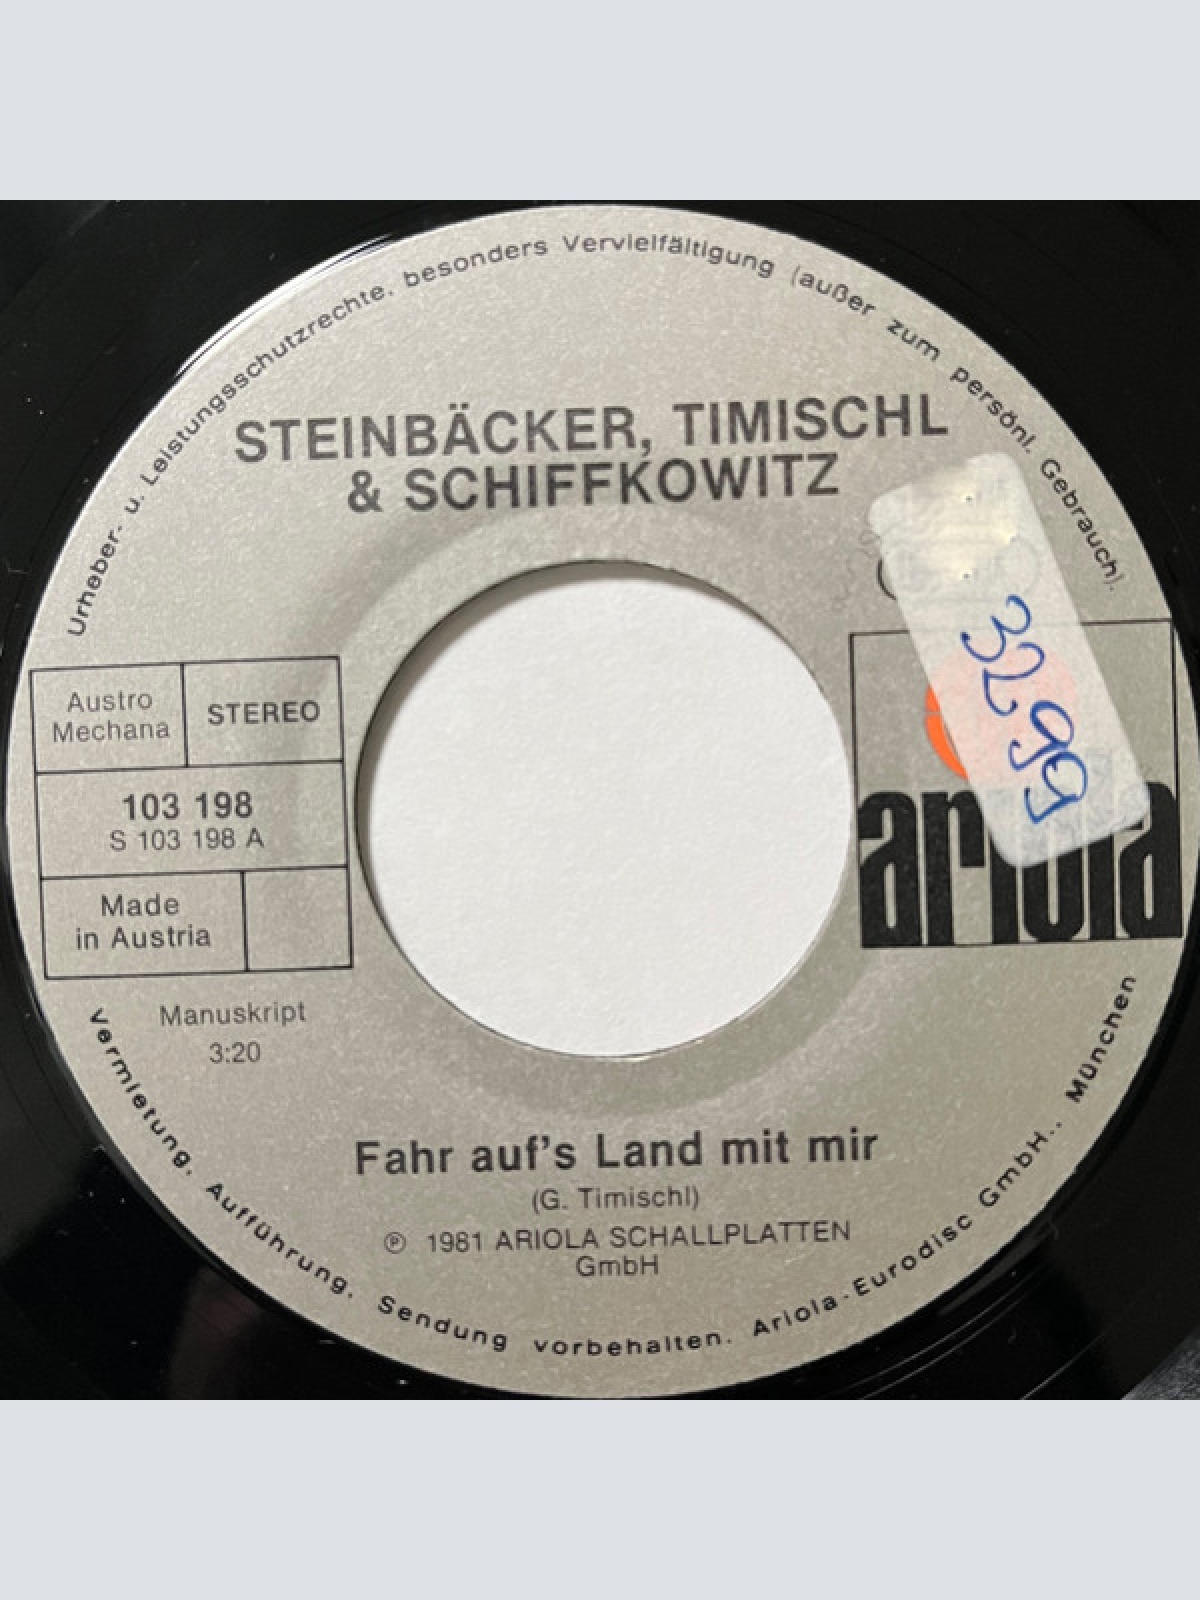 Urheber- u. Leistungsschutzrechte, besonders Vervielfältigung (außer zum persönl. Gebrauch).
STEINBÄCKER, TIMISCHL
& SCHIFFKOWITZ
32,99
Austro
Mechana
STEREO
103 198
S 103 198 A
Made
in Austria
ariola
Manuskript
3:20
Fahr auf's Land mit mir
(G. Timischl)
Ⓟ 1981 ARIOLA SCHALLPLATTEN
GmbH
Vermietung, Aufführung, Sendung vorbehalten. Ariola-Eurodisc GmbH., München